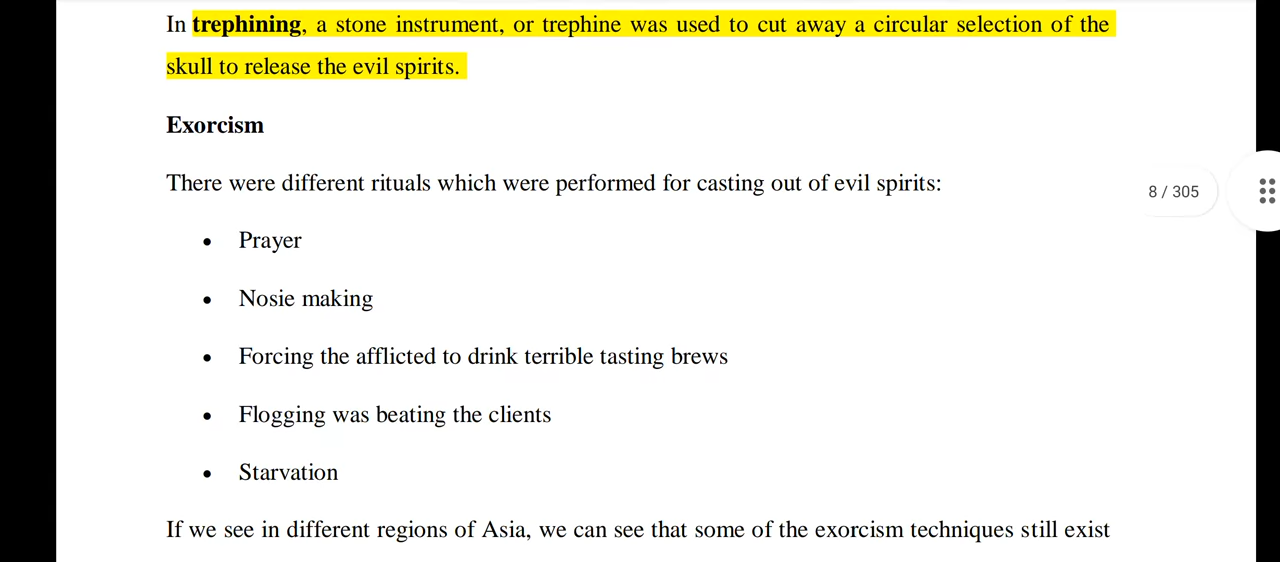 In trephining, a stone instrument, or trephine was used to cut away a circular selection of the
skull to release the evil spirits.
Exorcism
There were different rituals which were performed for casting out of evil spirits:
8 / 305
• Prayer
• Nosie making
• Forcing the afflicted to drink terrible tasting brews
• Flogging was beating the clients
• Starvation
If we see in different regions of Asia, we can see that some of the exorcism techniques still exist